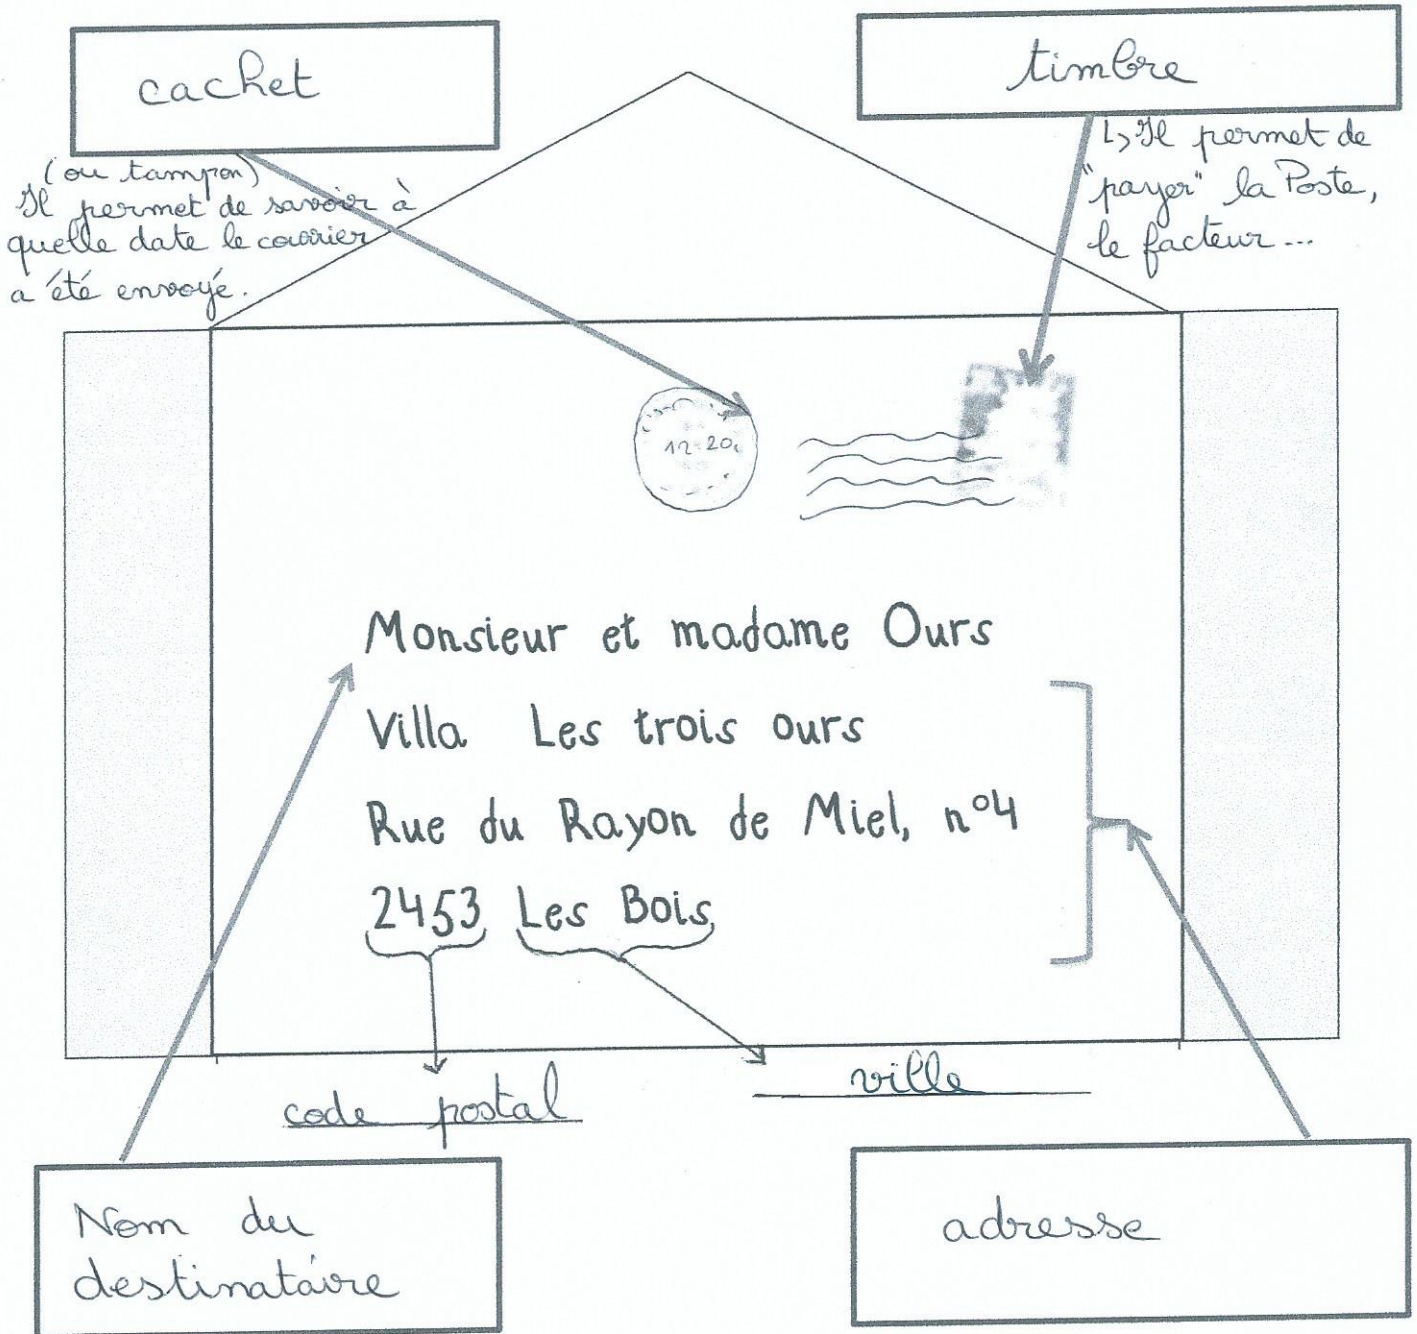 cachet
(ou tampon)
Il permet de savoir à
quelle date le courrier
a été envoyé.
timbre
↳ Il permet de
"payer" la Poste,
le facteur ...
12.20
Monsieur et madame Ours
Villa Les trois ours
Rue du Rayon de Miel, n°4
2453 Les Bois
code postal
ville
Nom du
destinataire
adresse